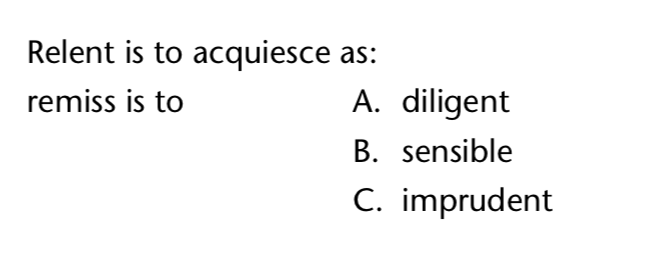 Relent is to acquiesce as:
remiss is to A. diligent
B. sensible
C. imprudent